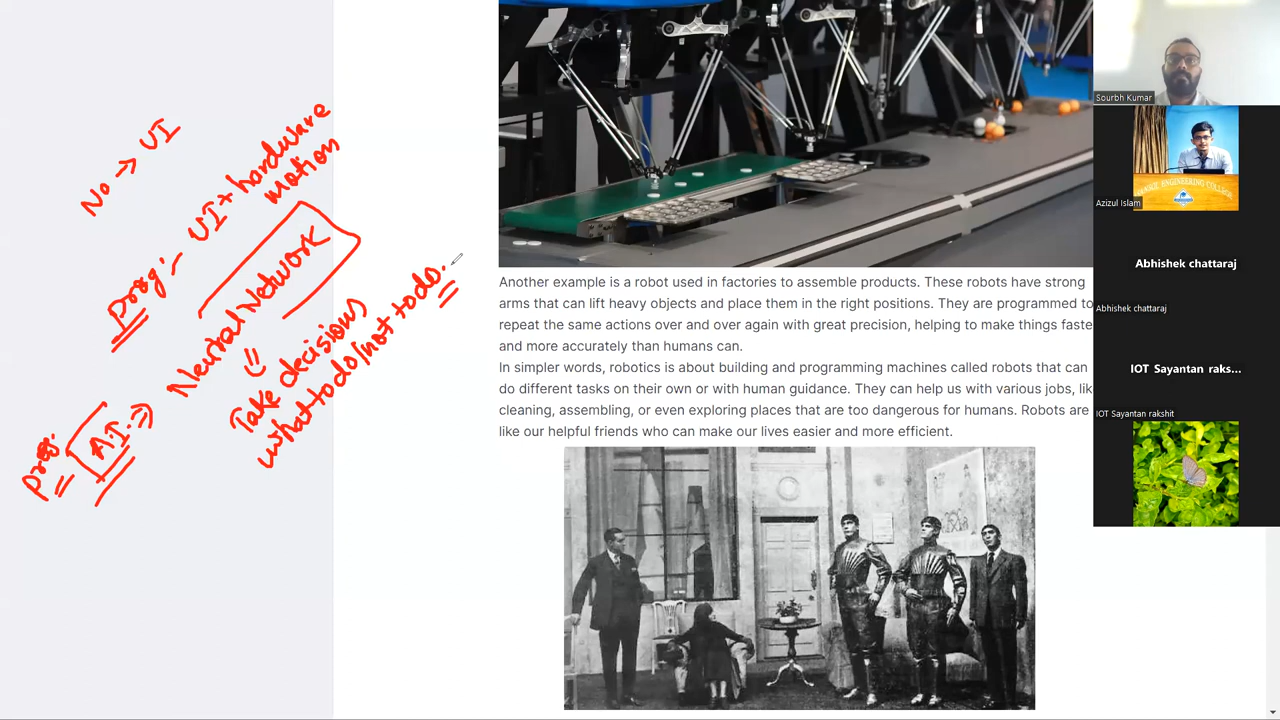 No → UI
Prog:- UI + hardware
motion
Neural Network
prog. A.I. ⇒
Take decisions
what to do/not to do.
Another example is a robot used in factories to assemble products. These robots have strong
arms that can lift heavy objects and place them in the right positions. They are programmed to
repeat the same actions over and over again with great precision, helping to make things faste
and more accurately than humans can.
In simpler words, robotics is about building and programming machines called robots that can
do different tasks on their own or with human guidance. They can help us with various jobs, lik
cleaning, assembling, or even exploring places that are too dangerous for humans. Robots are
like our helpful friends who can make our lives easier and more efficient.
Sourbh Kumar
ENGINEERING COLLEG
Azizul Islam
Abhishek chattaraj
Abhishek chattaraj
IOT Sayantan raks...
IOT Sayantan rakshit